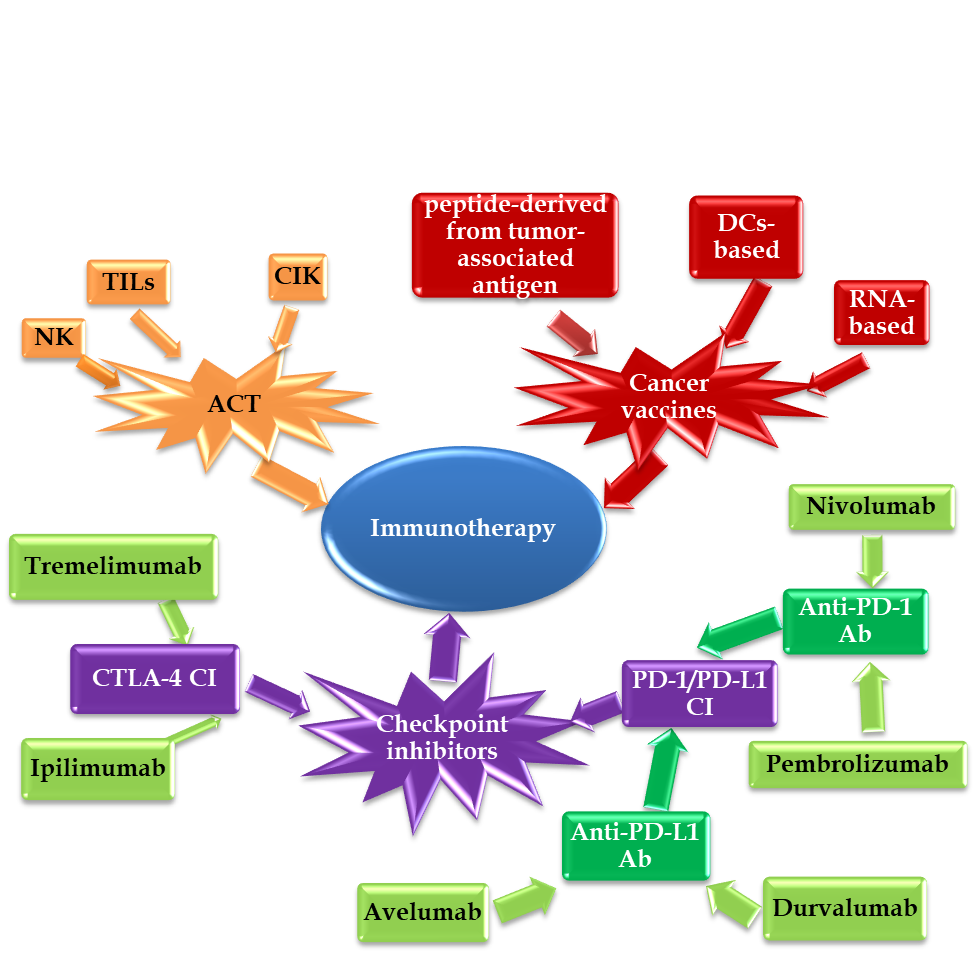 peptide-derived
from tumor-
associated
antigen
DCs-
based
TILs
CIK
RNA-
based
NK
ACT
Cancer
vaccines
Immunotherapy
Nivolumab
Tremelimumab
Anti-PD-1
Ab
CTLA-4 CI
PD-1/PD-L1
CI
Checkpoint
inhibitors
Ipilimumab
Pembrolizumab
Anti-PD-L1
Ab
Avelumab
Durvalumab